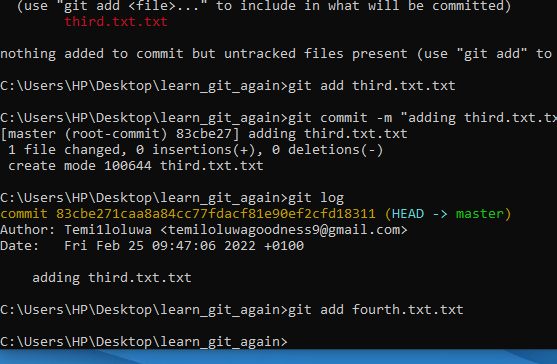 (use "git add <file>..." to include in what will be committed)
third.txt.txt
nothing added to commit but untracked files present (use "git add" to
C:\Users\HP\Desktop\learn_git_again>git add third.txt.txt
C:\Users\HP\Desktop\learn_git_again>git commit -m "adding third.txt.tx
[master (root-commit) 83cbe27] adding third.txt.txt
1 file changed, 0 insertions(+), 0 deletions(-)
create mode 100644 third.txt.txt
C:\Users\HP\Desktop\learn_git_again>git log
commit 83cbe271caa8a84cc77fdacf81e90ef2cfd18311 (HEAD -> master)
Author: Temi1loluwa <temiloluwagoodness9@gmail.com>
Date:   Fri Feb 25 09:47:06 2022 +0100
adding third.txt.txt
C:\Users\HP\Desktop\learn_git_again>git add fourth.txt.txt
C:\Users\HP\Desktop\learn_git_again>